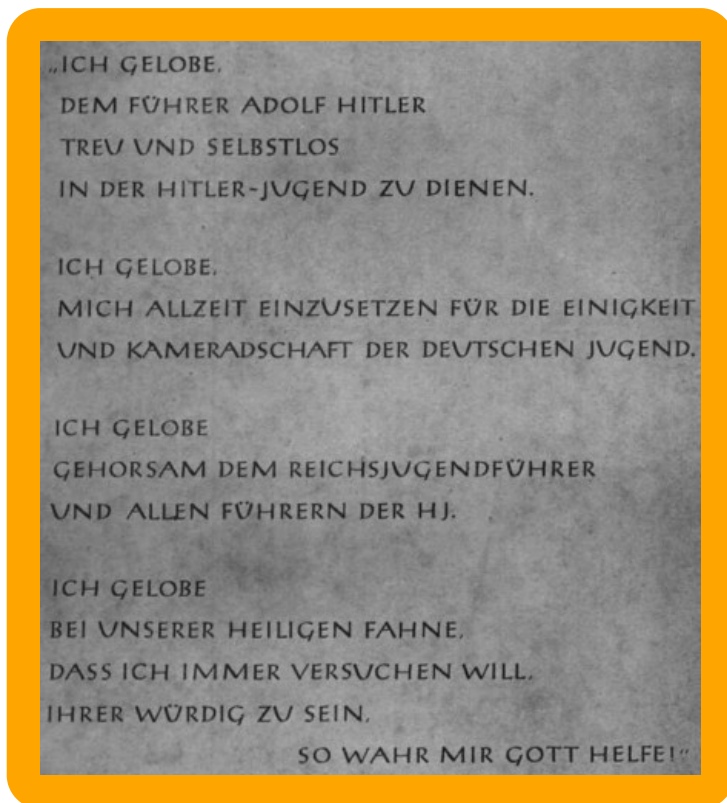 „ICH GELOBE,
DEM FÜHRER ADOLF HITLER
TREU UND SELBSTLOS
IN DER HITLER-JUGEND ZU DIENEN.
ICH GELOBE,
MICH ALLZEIT EINZUSETZEN FÜR DIE EINIGKEIT
UND KAMERADSCHAFT DER DEUTSCHEN JUGEND.
ICH GELOBE
GEHORSAM DEM REICHSJUGENDFÜHRER
UND ALLEN FÜHRERN DER HJ.
ICH GELOBE
BEI UNSERER HEILIGEN FAHNE,
DASS ICH IMMER VERSUCHEN WILL,
IHRER WÜRDIG ZU SEIN,
SO WAHR MIR GOTT HELFE!“